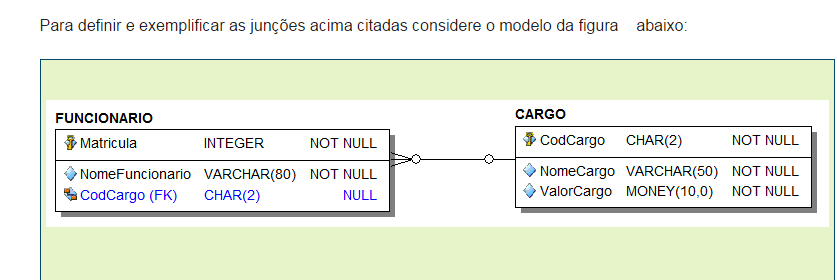 Para definir e exemplificar as junções acima citadas considere o modelo da figura abaixo:
FUNCIONARIO
Matricula INTEGER NOT NULL
NomeFuncionario VARCHAR(80) NOT NULL
CodCargo (FK) CHAR(2) NULL
CARGO
CodCargo CHAR(2) NOT NULL
NomeCargo VARCHAR(50) NOT NULL
ValorCargo MONEY(10,0) NOT NULL